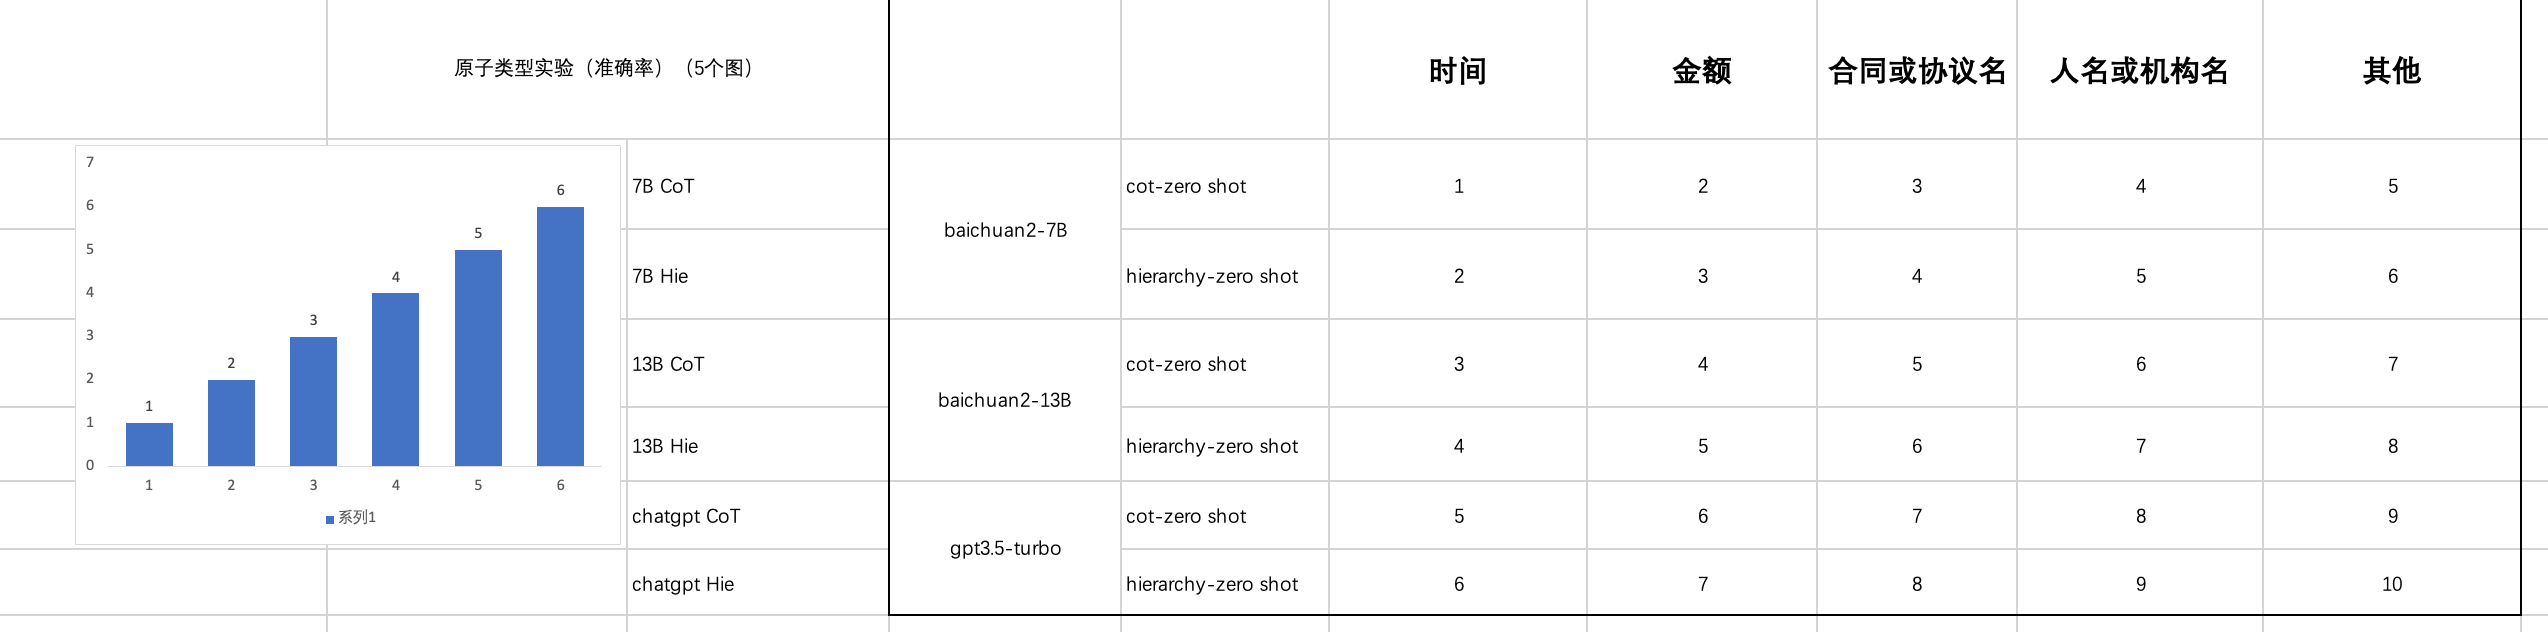 原子类型实验（准确率）（5个图）
时间
金额
合同或协议名
人名或机构名
其他
7
6
5
4
3
2
1
0
1
2
3
4
5
6
1
2
3
4
5
6
系列1
7B CoT
7B Hie
13B CoT
13B Hie
chatgpt CoT
chatgpt Hie
baichuan2-7B
cot-zero shot
1
2
3
4
5
hierarchy-zero shot
2
3
4
5
6
baichuan2-13B
cot-zero shot
3
4
5
6
7
hierarchy-zero shot
4
5
6
7
8
gpt3.5-turbo
cot-zero shot
5
6
7
8
9
hierarchy-zero shot
6
7
8
9
10